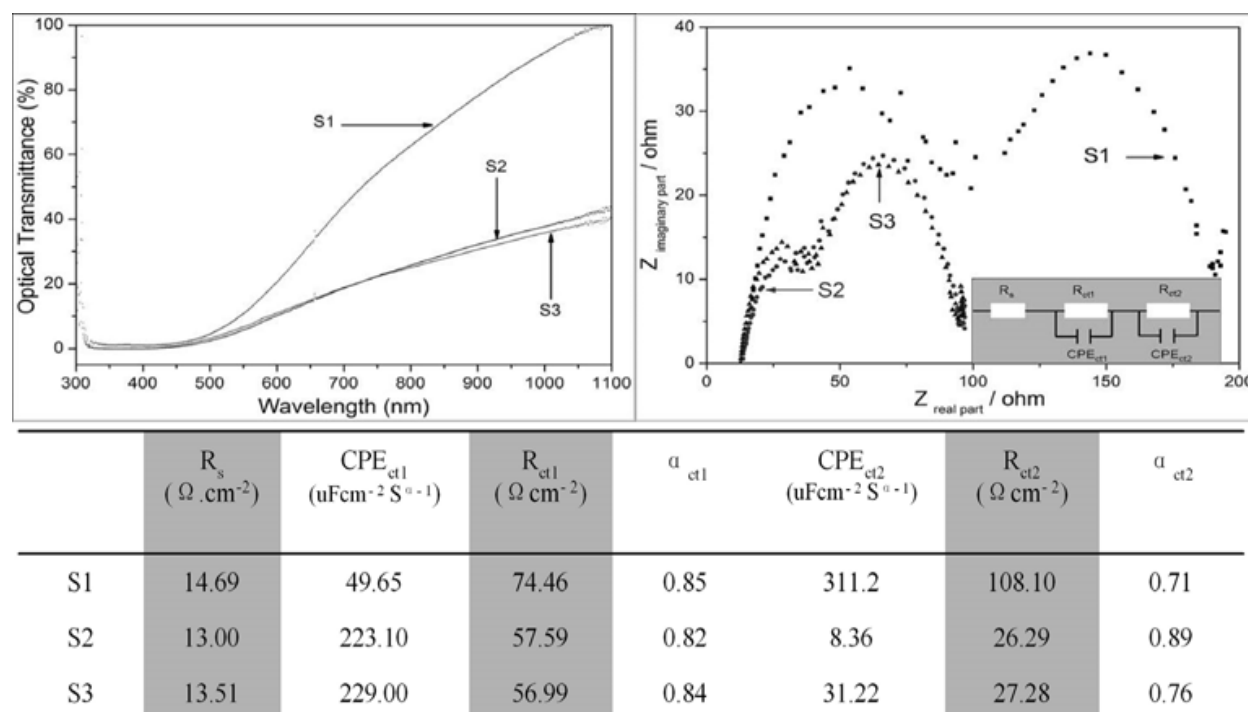 100
80
60
40
20
0
Optical Transmittance (%)
S1
S2
S3
300 400 500 600 700 800 900 1000 1100
Wavelength (nm)
40
30
20
10
0
Z imaginary part / ohm
S1
S3
S2
Rs Rct1 Rct2
CPEct1 CPEct2
0 50 100 150 200
Z real part / ohm
Rs CPEct1 Rct1 αct1 CPEct2 Rct2 αct2
(Ω.cm-2) (uFcm-2 Sα-1) (Ωcm-2) (uFcm-2 Sα-1) (Ωcm-2)
S1 14.69 49.65 74.46 0.85 311.2 108.10 0.71
S2 13.00 223.10 57.59 0.82 8.36 26.29 0.89
S3 13.51 229.00 56.99 0.84 31.22 27.28 0.76